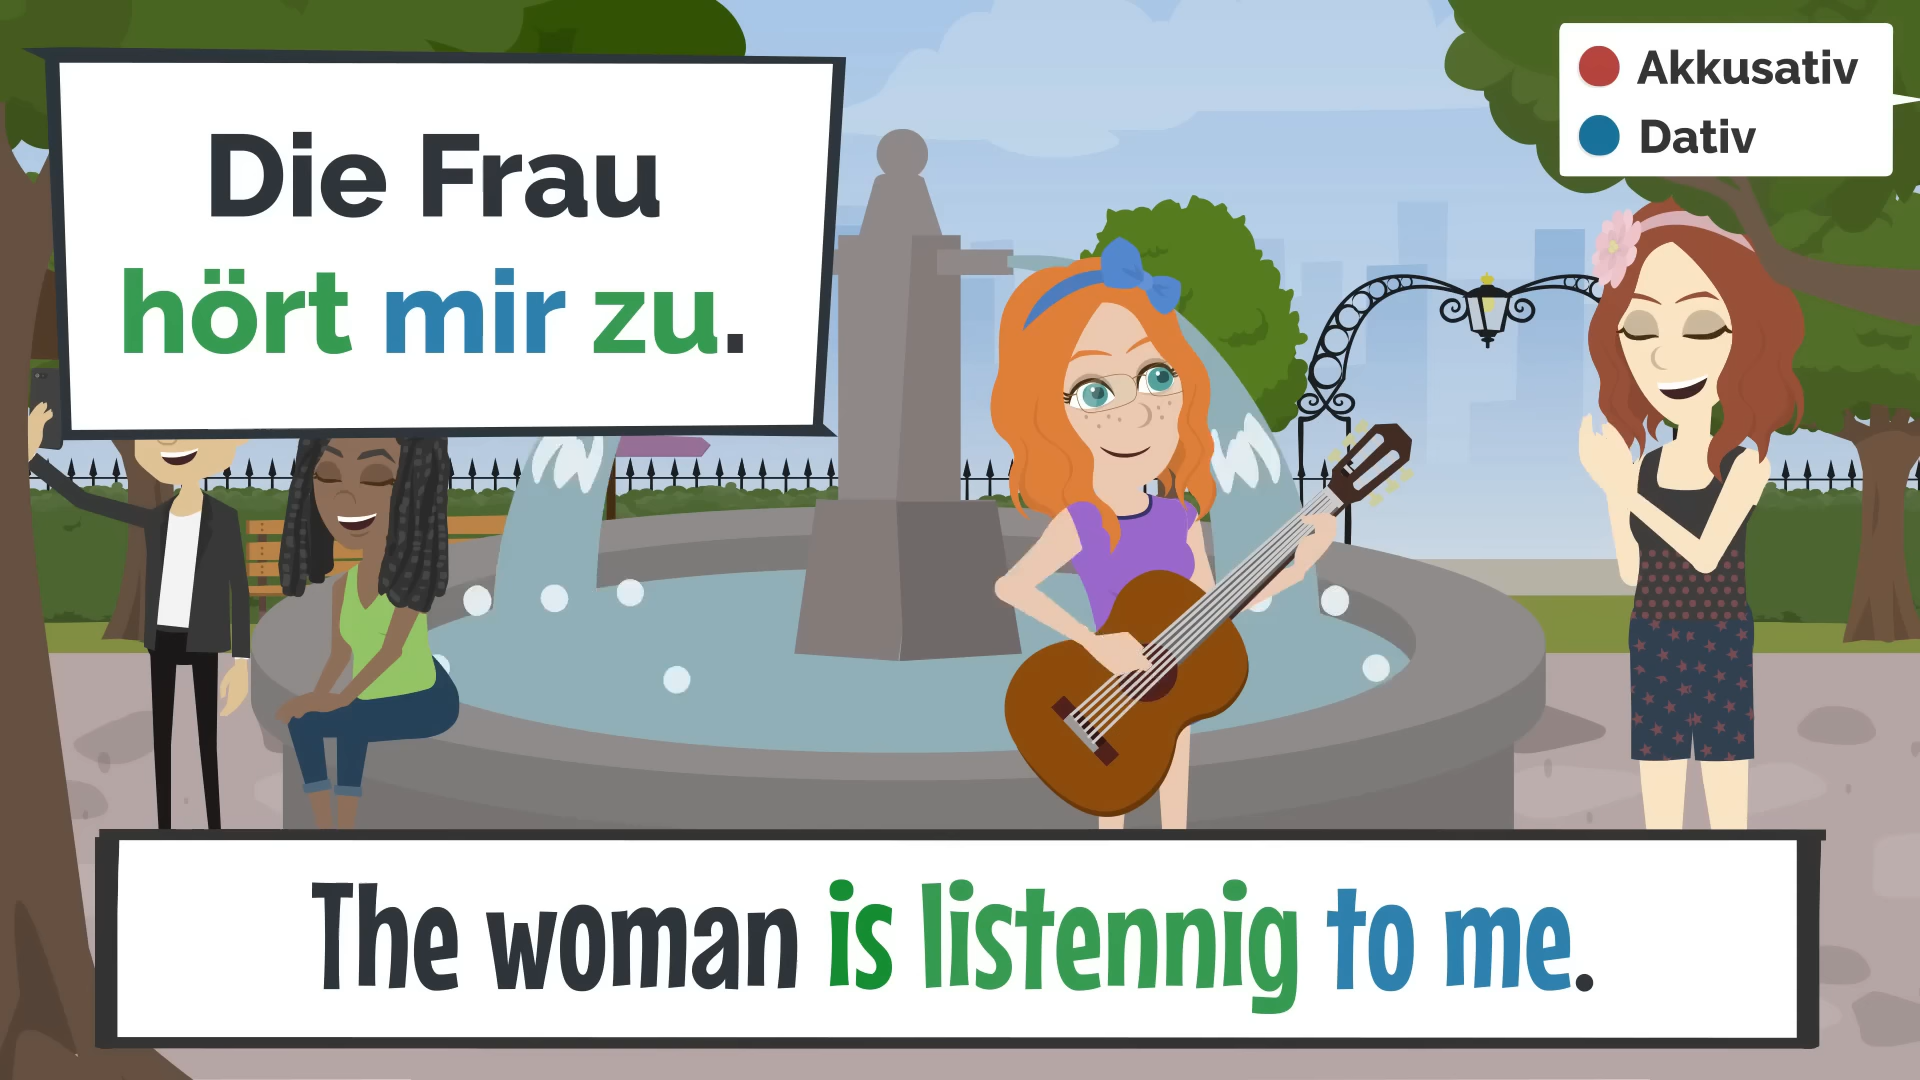 Die Frau
hört mir zu.
Akkusativ
Dativ
The woman is listennig to me.